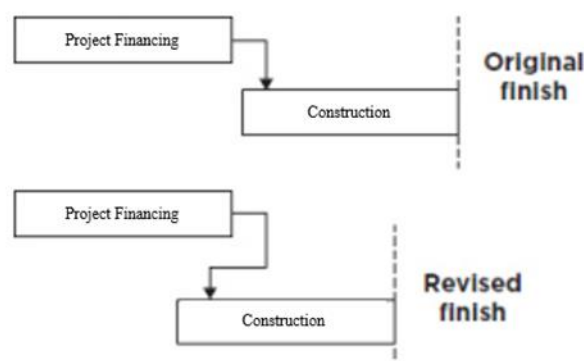 Project Financing
Original
finish
Construction
Project Financing
Revised
finish
Construction